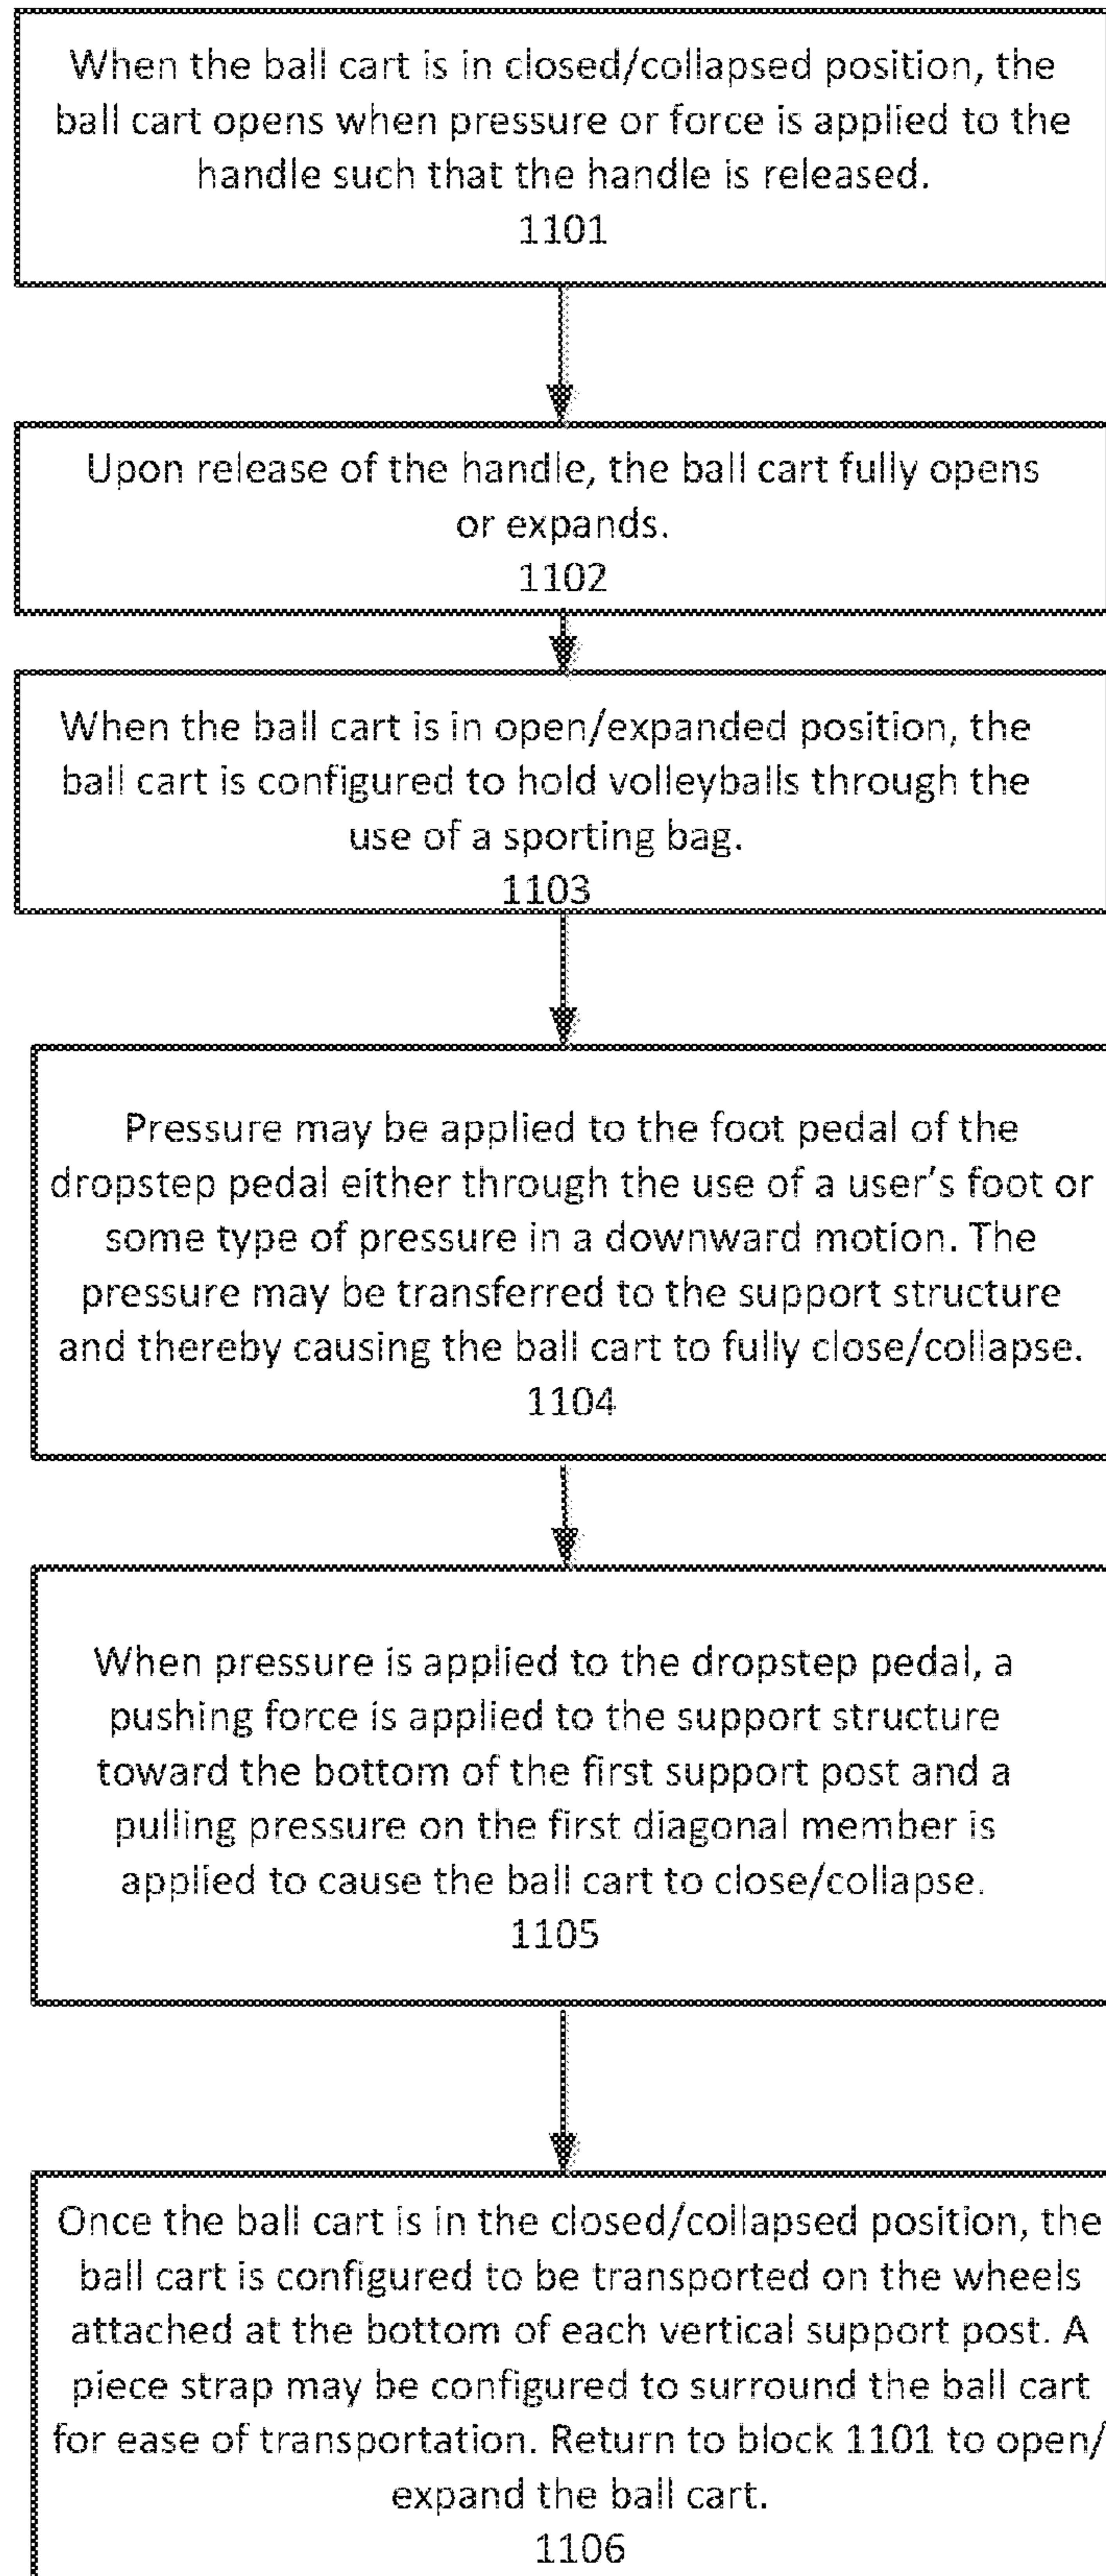 When the ball cart is in closed/collapsed position, the
ball cart opens when pressure or force is applied to the
handle such that the handle is released.
1101
Upon release of the handle, the ball cart fully opens
or expands.
1102
When the ball cart is in open/expanded position, the
ball cart is configured to hold volleyballs through the
use of a sporting bag.
1103
Pressure may be applied to the foot pedal of the
dropstep pedal either through the use of a user's foot or
some type of pressure in a downward motion. The
pressure may be transferred to the support structure
and thereby causing the ball cart to fully close/collapse.
1104
When pressure is applied to the dropstep pedal, a
pushing force is applied to the support structure
toward the bottom of the first support post and a
pulling pressure on the first diagonal member is
applied to cause the ball cart to close/collapse.
1105
Once the ball cart is in the closed/collapsed position, the
ball cart is configured to be transported on the wheels
attached at the bottom of each vertical support post. A
piece strap may be configured to surround the ball cart
for ease of transportation. Return to block 1101 to open/
expand the ball cart.
1106